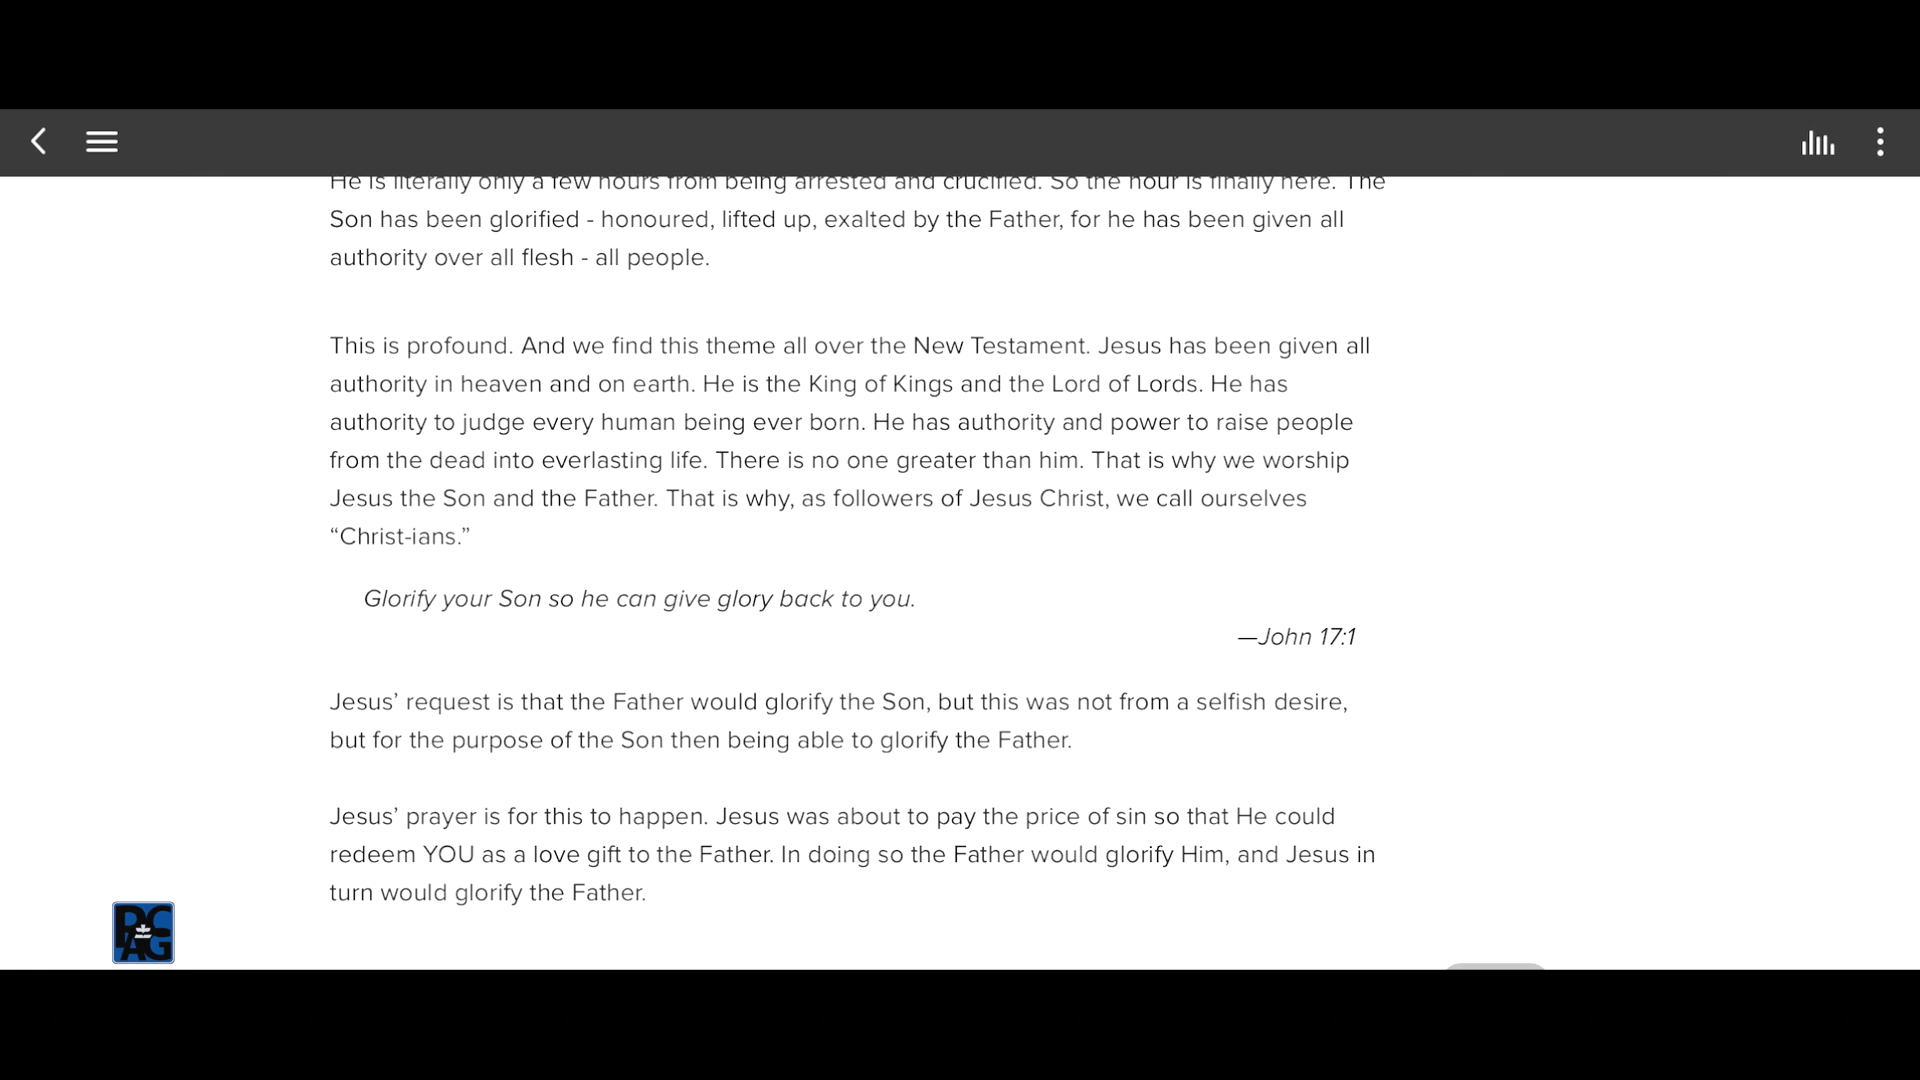 He is literally only a few hours from being arrested and crucified. So the hour is finally here. The
Son has been glorified - honoured, lifted up, exalted by the Father, for he has been given all
authority over all flesh - all people.
This is profound. And we find this theme all over the New Testament. Jesus has been given all
authority in heaven and on earth. He is the King of Kings and the Lord of Lords. He has
authority to judge every human being ever born. He has authority and power to raise people
from the dead into everlasting life. There is no one greater than him. That is why we worship
Jesus the Son and the Father. That is why, as followers of Jesus Christ, we call ourselves
“Christ-ians.”
Glorify your Son so he can give glory back to you.
—John 17:1
Jesus’ request is that the Father would glorify the Son, but this was not from a selfish desire,
but for the purpose of the Son then being able to glorify the Father.
Jesus’ prayer is for this to happen. Jesus was about to pay the price of sin so that He could
redeem YOU as a love gift to the Father. In doing so the Father would glorify Him, and Jesus in
turn would glorify the Father.
PC
AG